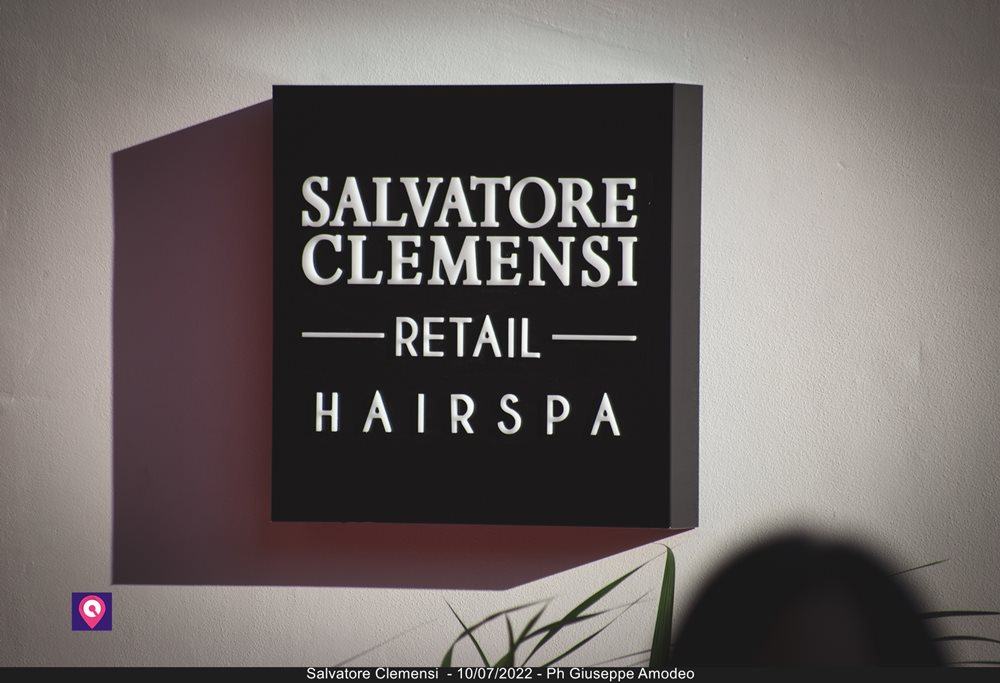 SALVATORE
CLEMENSI
RETAIL
HAIRSPA
Salvatore Clemensi - 10/07/2022 - Ph Giuseppe Amodeo